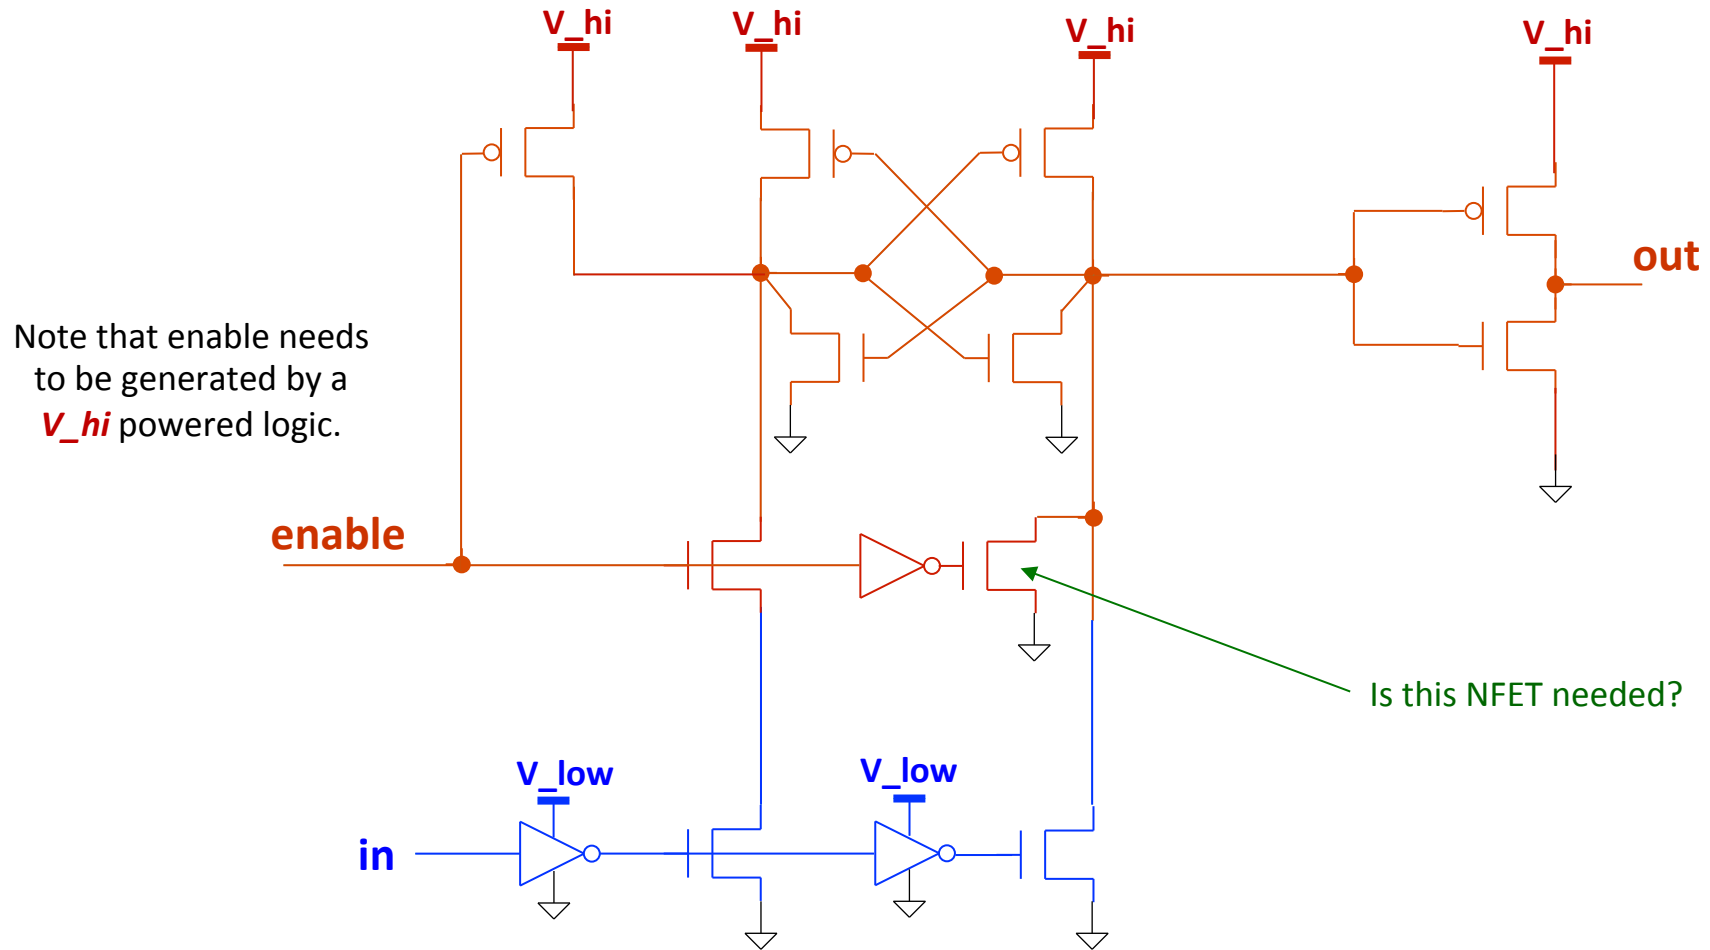 V_hi
V_hi
V_hi
V_hi
out
Note that enable needs
to be generated by a
V_hi powered logic.
enable
Is this NFET needed?
V_low
V_low
in